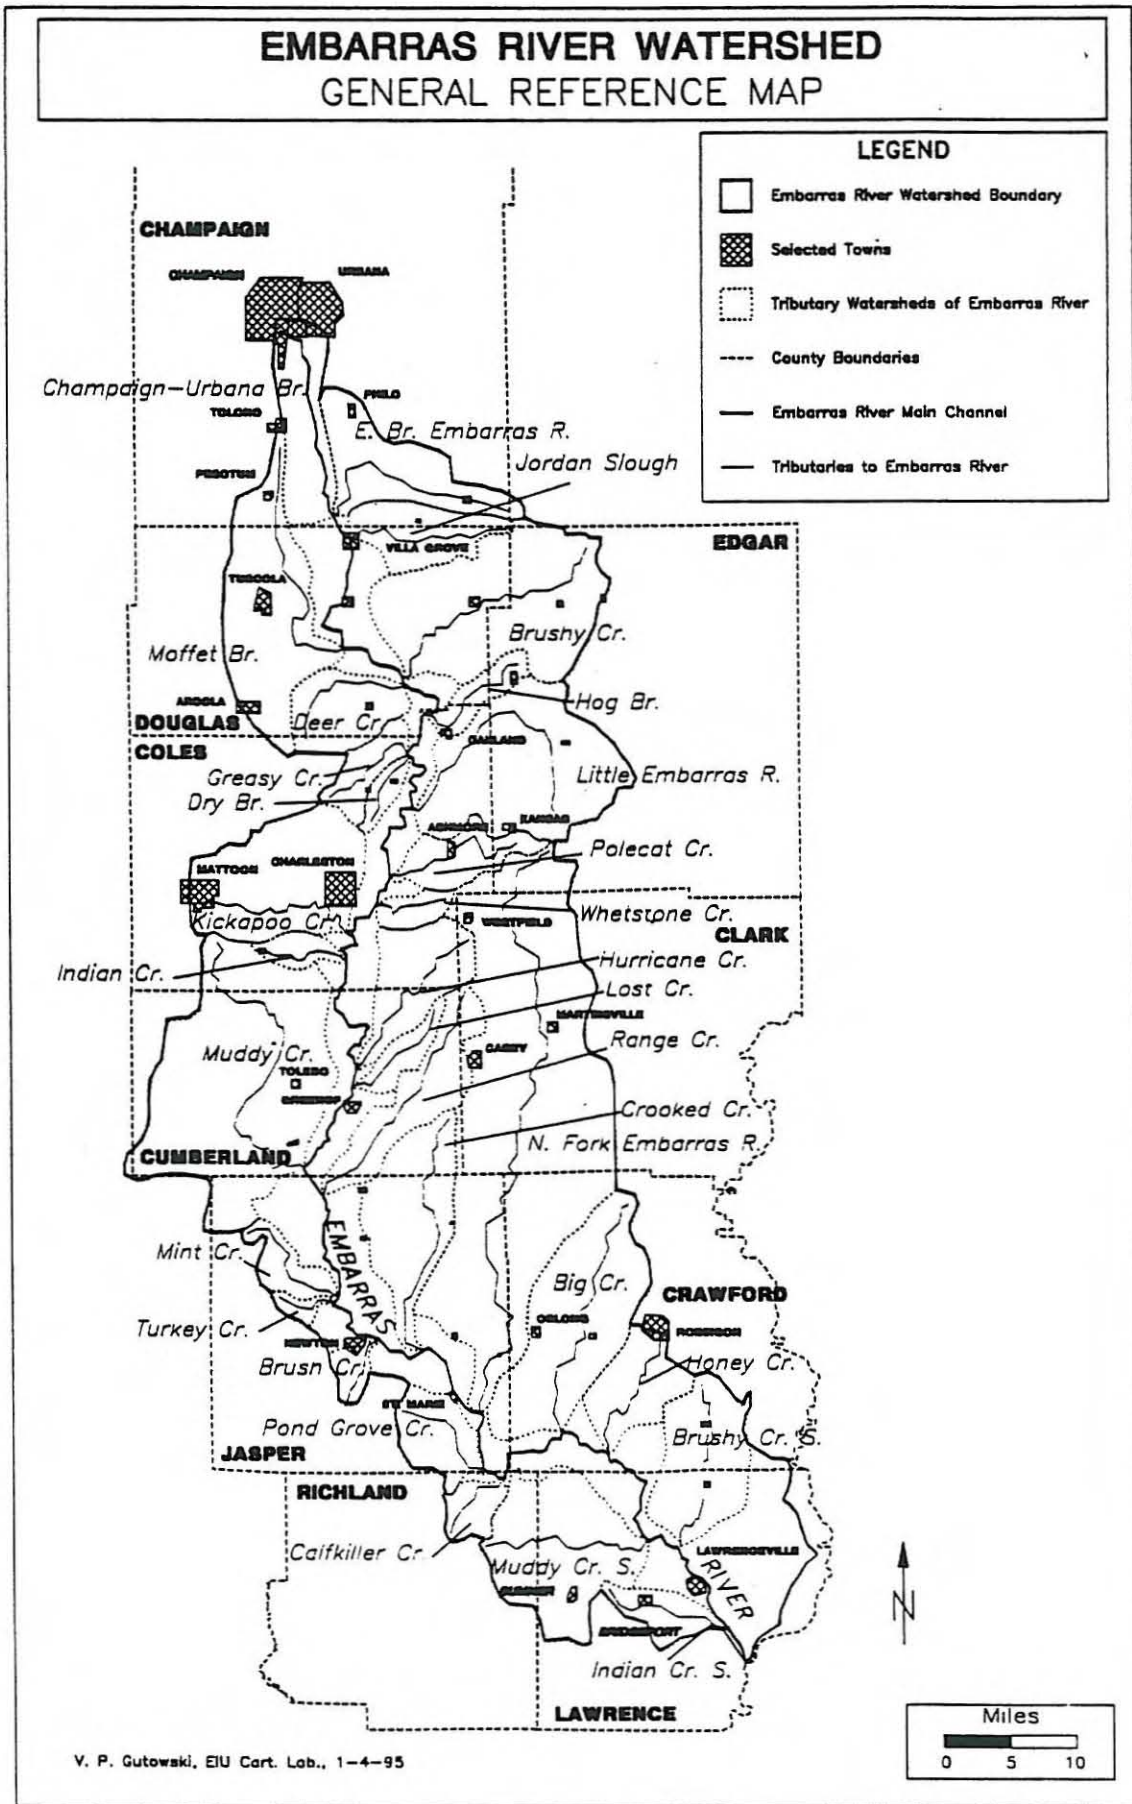 EMBARRAS RIVER WATERSHED
GENERAL REFERENCE MAP
LEGEND
Embarras River Watershed Boundary
Selected Towns
Tributary Watersheds of Embarras River
County Boundaries
Embarras River Main Channel
Tributaries to Embarras River
CHAMPAIGN
CHAMPAIGN
URBANA
Champaign-Urbana Br.
PHILO
TOLONO
E. Br. Embarras R.
Jordan Slough
PESOTUM
EDGAR
VILLA GROVE
TUSCOLA
Brushy Cr.
Moffet Br.
Hog Br.
ARCOLA
DOUGLAS
Deer Cr.
OAKLAND
COLES
Greasy Cr.
Little Embarras R.
Dry Br.
ASHMORE
KANSAS
Polecat Cr.
MATTOON
CHARLESTON
Kickapoo Cr.
WESTFIELD
Whetstone Cr.
CLARK
Indian Cr.
Hurricane Cr.
Lost Cr.
MARTINSVILLE
Range Cr.
Muddy Cr.
CASEY
TOLEDO
GREENUP
Crooked Cr.
N. Fork Embarras R.
CUMBERLAND
EMBARRAS
Mint Cr.
Big Cr.
CRAWFORD
Turkey Cr.
OBLONG
ROBINSON
NEWTON
Brush Cr.
Honey Cr.
STE. MARIE
Pond Grove Cr.
Brushy Cr. S.
JASPER
RICHLAND
Calfkiller Cr.
LAWRENCEVILLE
Muddy Cr. S.
SUMNER
RIVER
BRIDGEPORT
Indian Cr. S.
LAWRENCE
N
Miles
0 5 10
V. P. Gutowski, EIU Cart. Lab., 1-4-95